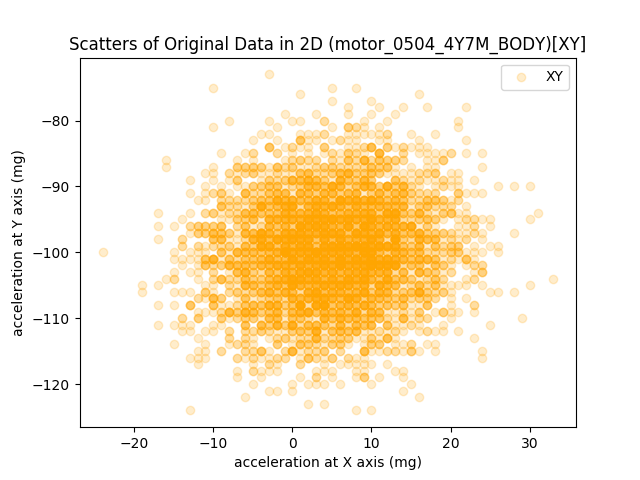 Scatters of Original Data in 2D (motor_0504_4Y7M_BODY)[XY]
XY
acceleration at Y axis (mg)
−80
−90
−100
−110
−120
−20 −10 0 10 20 30
acceleration at X axis (mg)